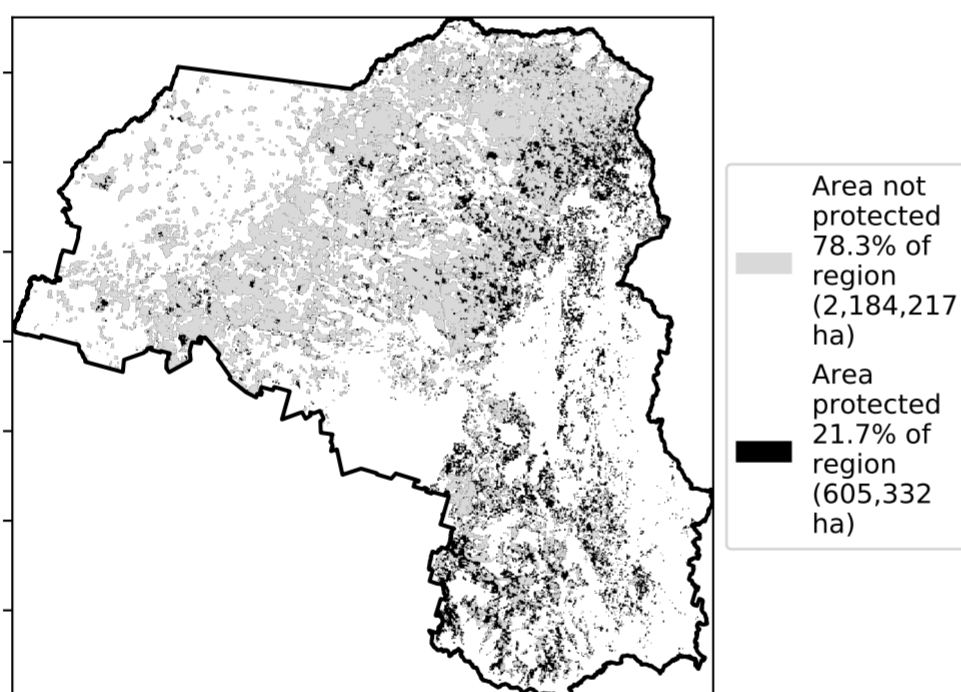 Area not
protected
78.3% of
region
(2,184,217
ha)
Area
protected
21.7% of
region
(605,332
ha)